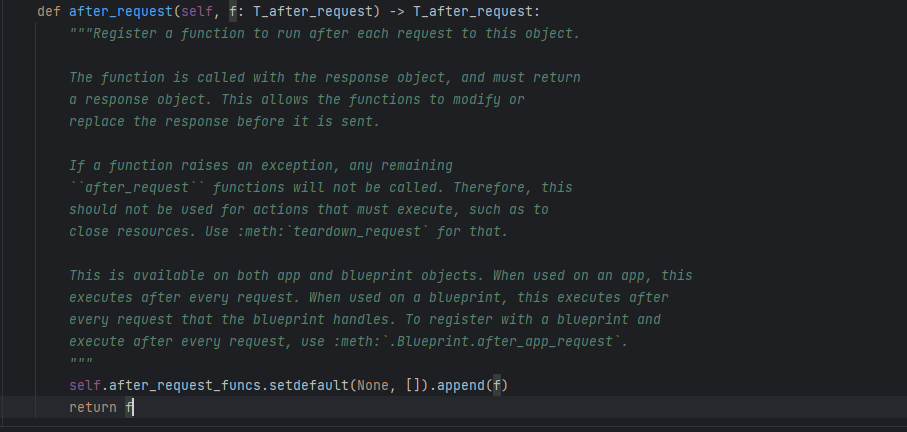 def after_request(self, f: T_after_request) -> T_after_request:
"""Register a function to run after each request to this object.
The function is called with the response object, and must return
a response object. This allows the functions to modify or
replace the response before it is sent.
If a function raises an exception, any remaining
``after_request`` functions will not be called. Therefore, this
should not be used for actions that must execute, such as to
close resources. Use :meth:`teardown_request` for that.
This is available on both app and blueprint objects. When used on an app, this
executes after every request. When used on a blueprint, this executes after
every request that the blueprint handles. To register with a blueprint and
execute after every request, use :meth:`.Blueprint.after_app_request`.
"""
self.after_request_funcs.setdefault(None, []).append(f)
return f